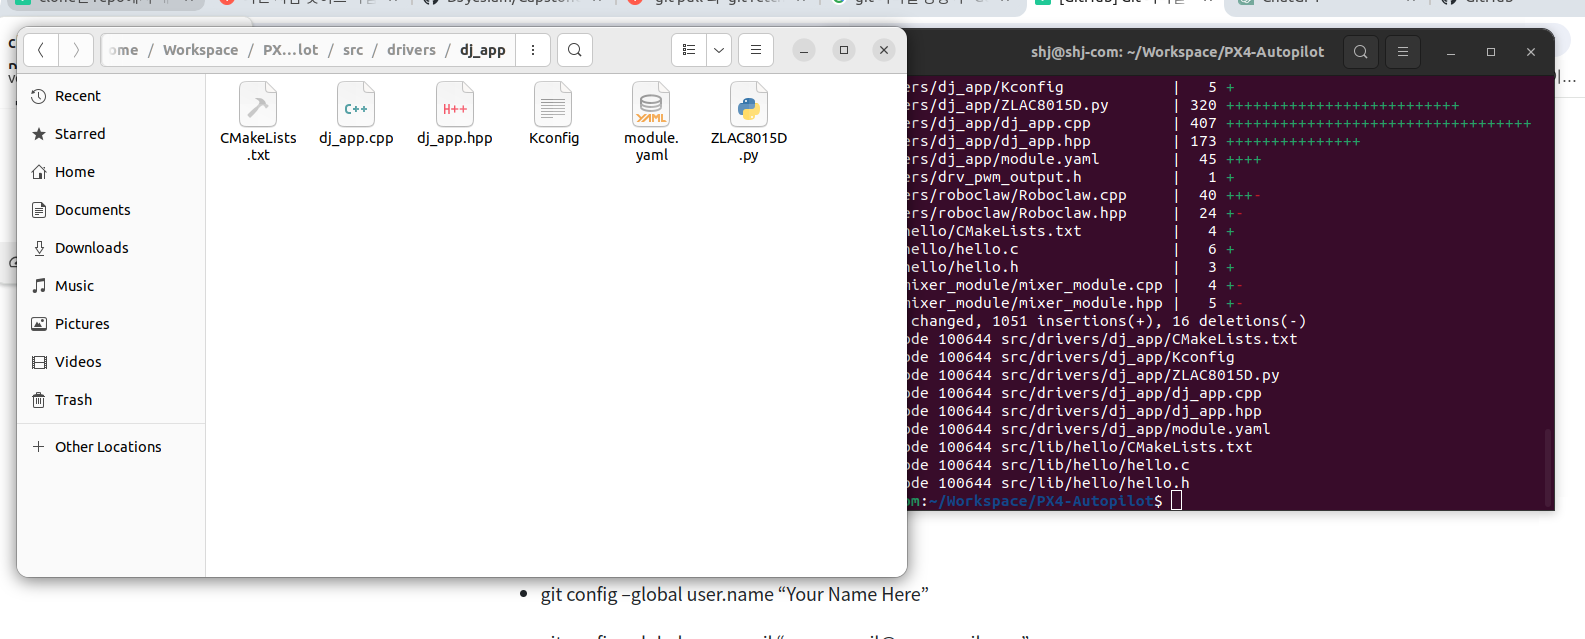 ome / Workspace / PX...lot / src / drivers / dj_app
Recent
Starred
Home
Documents
Downloads
Music
Pictures
Videos
Trash
Other Locations
CMakeLists
.txt
C++
dj_app.cpp
H++
dj_app.hpp
Kconfig
YAML
module.
yaml
ZLAC8015D
.py
shj@shj-com: ~/Workspace/PX4-Autopilot
ers/dj_app/Kconfig | 5 +
ers/dj_app/ZLAC8015D.py | 320 ++++++++++++++++++++++++++
ers/dj_app/dj_app.cpp | 407 ++++++++++++++++++++++++++++++++++
ers/dj_app/dj_app.hpp | 173 +++++++++++++++
ers/dj_app/module.yaml | 45 ++++
ers/drv_pwm_output.h | 1 +
ers/roboclaw/Roboclaw.cpp | 40 +++-
ers/roboclaw/Roboclaw.hpp | 24 +-
hello/CMakeLists.txt | 4 +
hello/hello.c | 6 +
hello/hello.h | 3 +
mixer_module/mixer_module.cpp | 4 +-
mixer_module/mixer_module.hpp | 5 +-
changed, 1051 insertions(+), 16 deletions(-)
ode 100644 src/drivers/dj_app/CMakeLists.txt
ode 100644 src/drivers/dj_app/Kconfig
ode 100644 src/drivers/dj_app/ZLAC8015D.py
ode 100644 src/drivers/dj_app/dj_app.cpp
ode 100644 src/drivers/dj_app/dj_app.hpp
ode 100644 src/drivers/dj_app/module.yaml
ode 100644 src/lib/hello/CMakeLists.txt
ode 100644 src/lib/hello/hello.c
ode 100644 src/lib/hello/hello.h
om:~/Workspace/PX4-Autopilot$
git config –global user.name “Your Name Here”